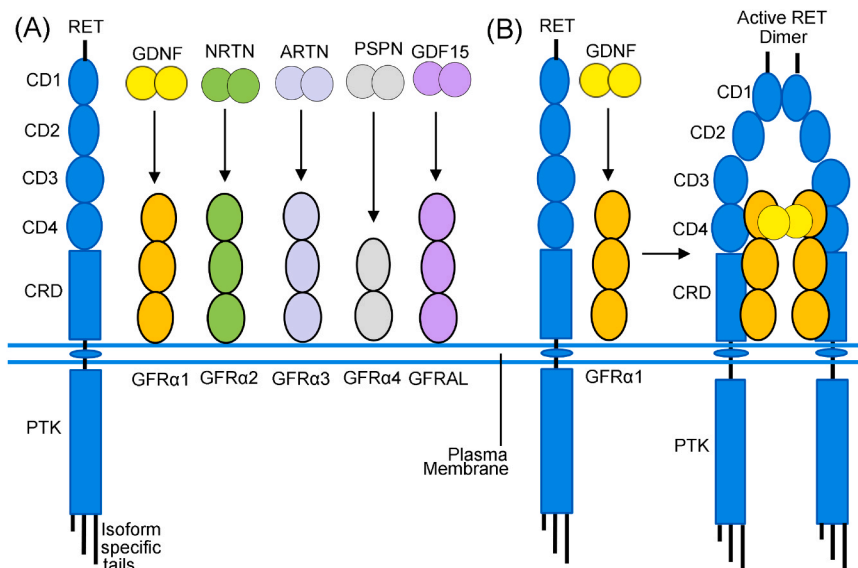 (A)
RET
GDNF
NRTN
ARTN
PSPN
GDF15
CD1
CD2
CD3
CD4
CRD
GFRα1
GFRα2
GFRα3
GFRα4
GFRAL
PTK
Isoform
specific
tails
Plasma
Membrane
(B)
RET
GDNF
Active RET
Dimer
CD1
CD2
CD3
CD4
CRD
GFRα1
PTK